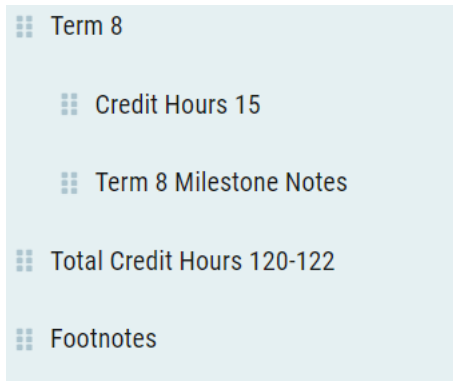 Term 8
Credit Hours 15
Term 8 Milestone Notes
Total Credit Hours 120-122
Footnotes